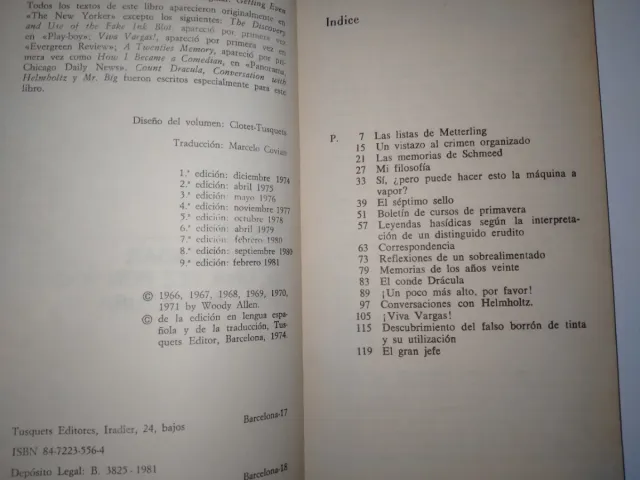 Getting Even
Todos los textos de este libro aparecieron originalmente en
«The New Yorker» excepto los siguientes: The Discovery
and Use of the Fake Ink Blot, apareció por primera vez
en «Play-boy»; Viva Vargas!, apareció por primera vez en
«Evergreen Review»; A Twenties Memory, apareció por pri-
mera vez como How I Became a Comedian, en «Panorama,
Chicago Daily News». Count Dracula, Conversation with
Helmholtz y Mr. Big fueron escritos especialmente para este
libro.
Diseño del volumen: Clotet-Tusquets
Traducción: Marcelo Covián
1.ª edición: diciembre 1974
2.ª edición: abril 1975
3.ª edición: mayo 1976
4.ª edición: noviembre 1977
5.ª edición: octubre 1978
6.ª edición: abril 1979
7.ª edición: febrero 1980
8.ª edición: septiembre 1980
9.ª edición: febrero 1981
© 1966, 1967, 1968, 1969, 1970,
1971 by Woody Allen.
© de la edición en lengua espa-
ñola y de la traducción, Tus-
quets Editor, Barcelona, 1974.
Tusquets Editores, Iradier, 24, bajos Barcelona-17
ISBN 84-7223-556-4
Depósito Legal: B. 3825 - 1981 Barcelona-18
Indice
P. 7 Las listas de Metterling
15 Un vistazo al crimen organizado
21 Las memorias de Schmeed
27 Mi filosofía
33 Sí, ¿pero puede hacer esto la máquina a
vapor?
39 El séptimo sello
51 Boletín de cursos de primavera
57 Leyendas hasídicas según la interpreta-
ción de un distinguido erudito
63 Correspondencia
73 Reflexiones de un sobrealimentado
79 Memorias de los años veinte
83 El conde Drácula
89 ¡Un poco más alto, por favor!
97 Conversaciones con Helmholtz.
105 ¡Viva Vargas!
115 Descubrimiento del falso borrón de tinta
y su utilización
119 El gran jefe